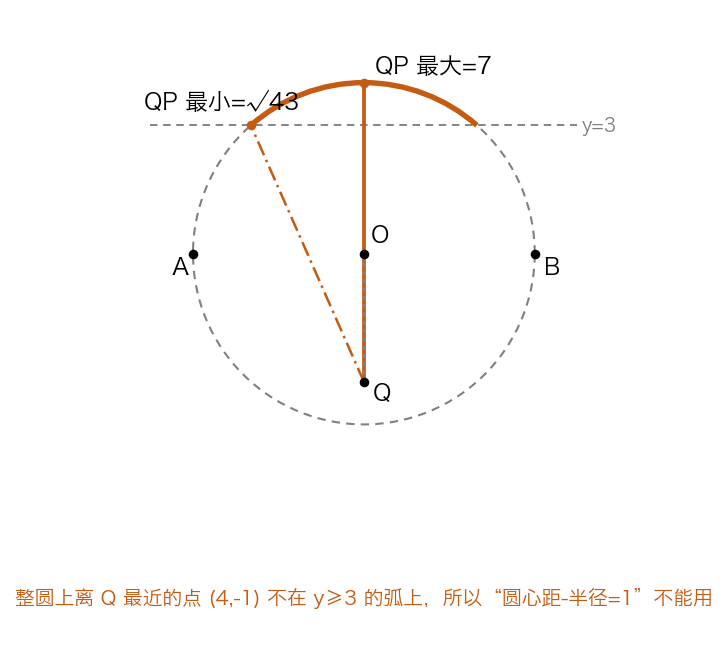 QP 最大=7
QP 最小=√43
y=3
O
A
B
Q
整圆上离 Q 最近的点 (4,-1) 不在 y⩾3 的弧上，所以“圆心距-半径=1”不能用